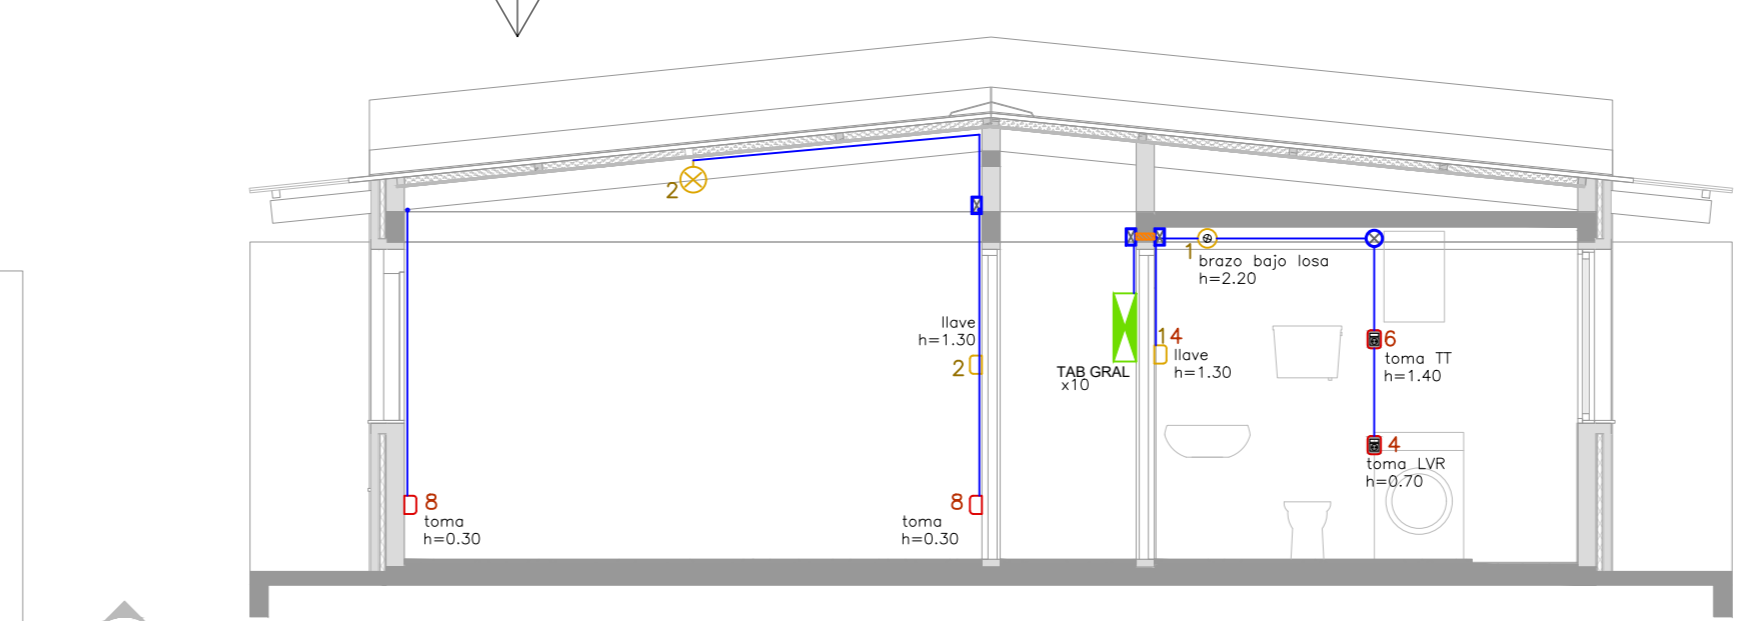 2
1
brazo bajo losa
h=2.20
llave
h=1.30
2
14
llave
h=1.30
TAB GRAL
x10
6
toma TT
h=1.40
4
toma LVR
h=0.70
8
toma
h=0.30
8
toma
h=0.30